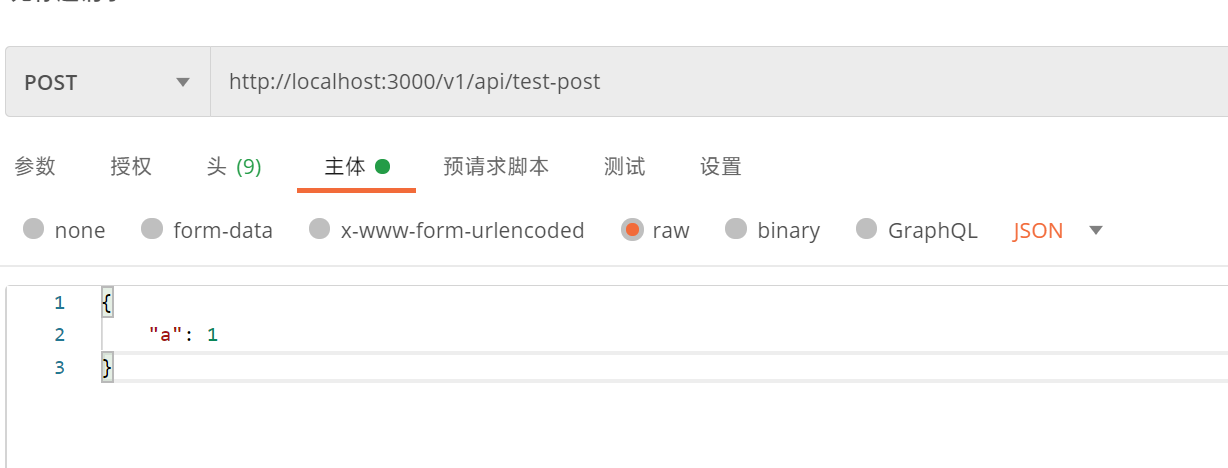 POST http://localhost:3000/v1/api/test-post
参数 授权 头 (9) 主体 预请求脚本 测试 设置
none form-data x-www-form-urlencoded raw binary GraphQL JSON
1 {
2 "a": 1
3 }